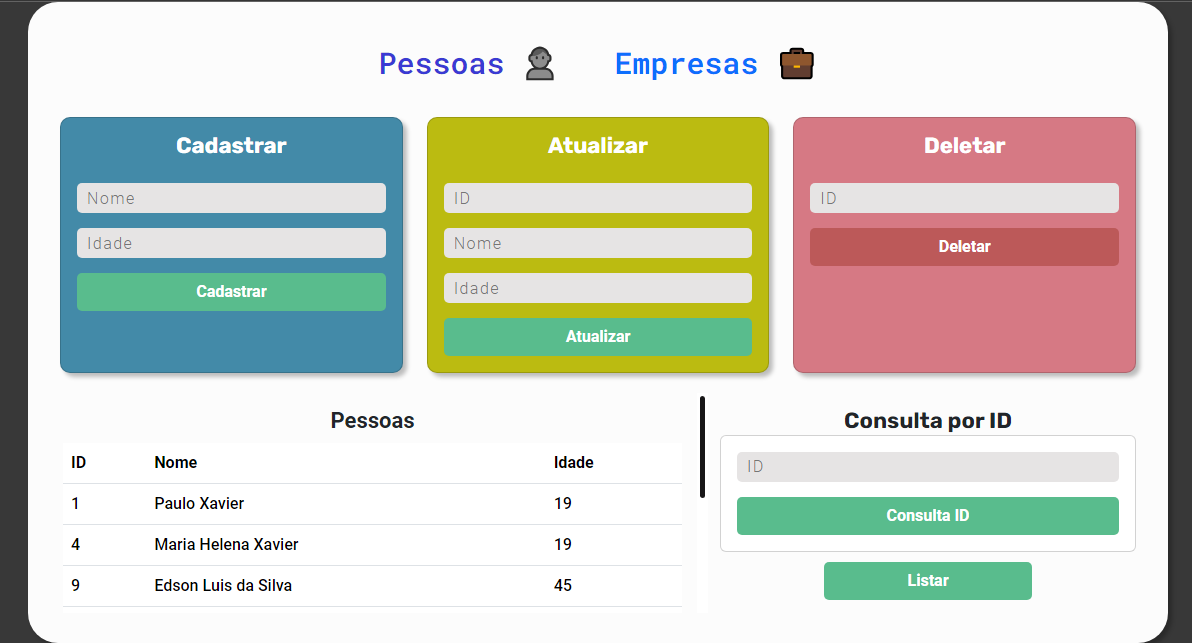 Pessoas Empresas
Cadastrar
Nome
Idade
Cadastrar
Atualizar
ID
Nome
Idade
Atualizar
Deletar
ID
Deletar
Pessoas
ID Nome Idade
1 Paulo Xavier 19
4 Maria Helena Xavier 19
9 Edson Luis da Silva 45
Consulta por ID
ID
Consulta ID
Listar